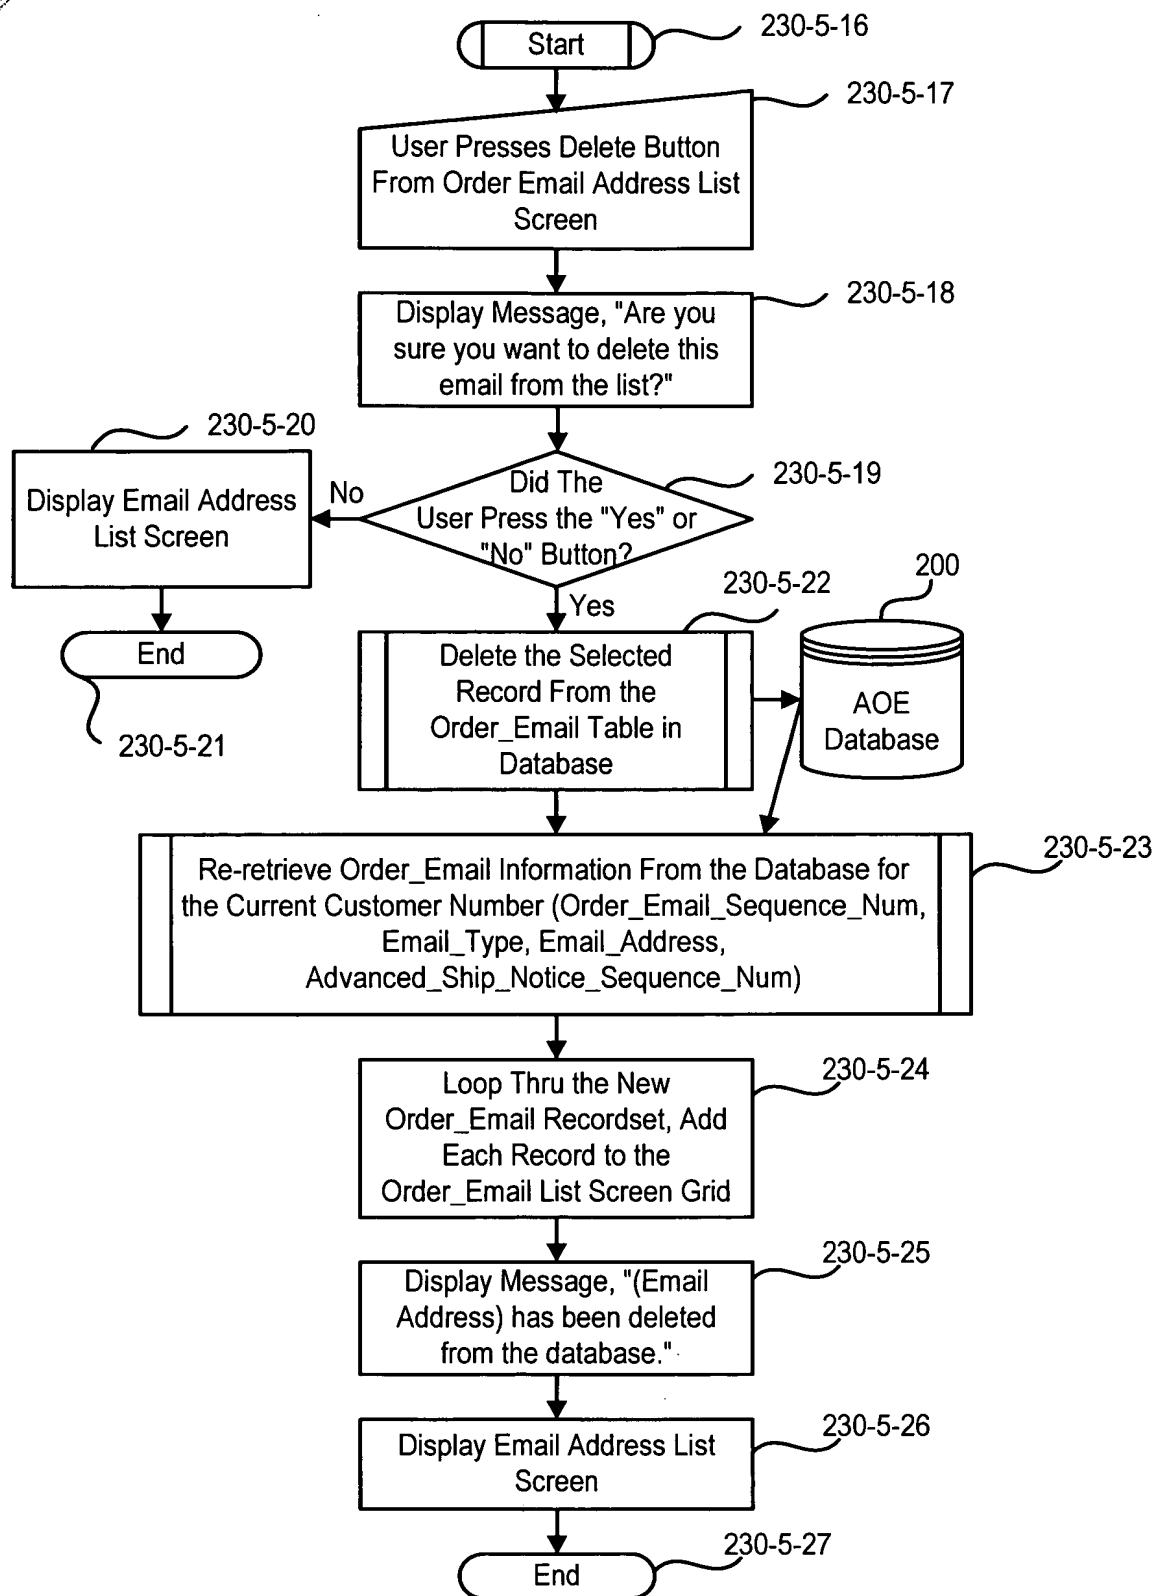 230-5-16
Start
230-5-17
User Presses Delete Button
From Order Email Address List
Screen
230-5-18
Display Message, "Are you
sure you want to delete this
email from the list?"
230-5-20
Display Email Address
List Screen
No
230-5-19
Did The
User Press the "Yes" or
"No" Button?
End
230-5-21
Yes
230-5-22
200
Delete the Selected
Record From the
Order_Email Table in
Database
AOE
Database
230-5-23
Re-retrieve Order_Email Information From the Database for
the Current Customer Number (Order_Email_Sequence_Num,
Email_Type, Email_Address,
Advanced_Ship_Notice_Sequence_Num)
230-5-24
Loop Thru the New
Order_Email Recordset, Add
Each Record to the
Order_Email List Screen Grid
230-5-25
Display Message, "(Email
Address) has been deleted
from the database."
230-5-26
Display Email Address List
Screen
230-5-27
End